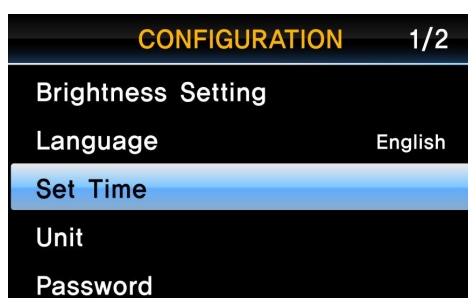 CONFIGURATION 1/2
Brightness Setting
Language English
Set Time
Unit
Password